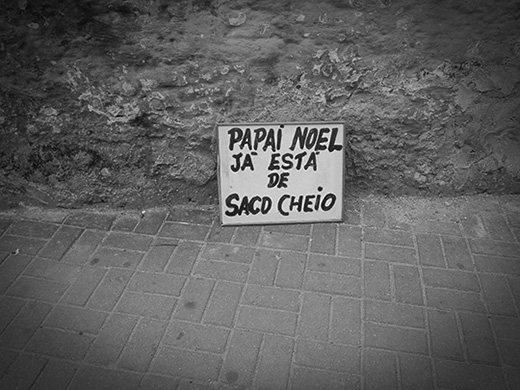 PAPAI NOEL
JÁ ESTÁ
DE
SACO CHEIO